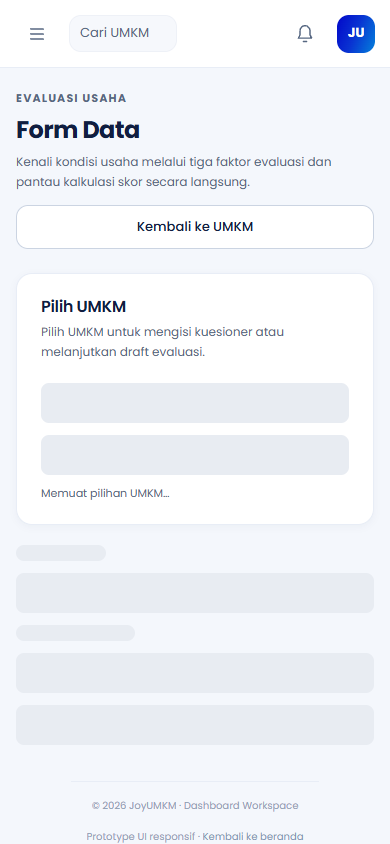 Cari UMKM
JU
EVALUASI USAHA
Form Data
Kenali kondisi usaha melalui tiga faktor evaluasi dan
pantau kalkulasi skor secara langsung.
Kembali ke UMKM
Pilih UMKM
Pilih UMKM untuk mengisi kuesioner atau
melanjutkan draft evaluasi.
Memuat pilihan UMKM...
© 2026 JoyUMKM · Dashboard Workspace
Prototype UI responsif · Kembali ke beranda